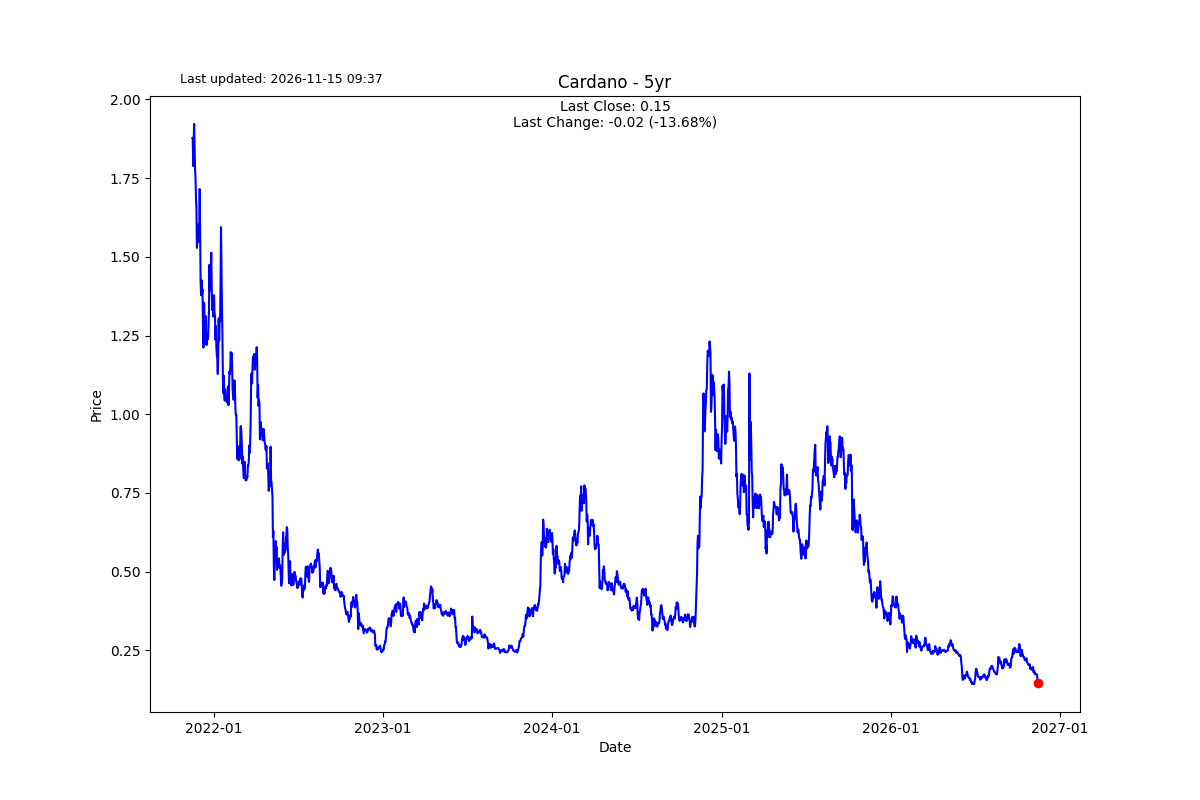 Last updated: 2026-11-15 09:37
Cardano - 5yr
Last Close: 0.15
Last Change: -0.02 (-13.68%)
2.00
1.75
1.50
1.25
1.00
0.75
0.50
0.25
Price
2022-01
2023-01
2024-01
2025-01
2026-01
2027-01
Date